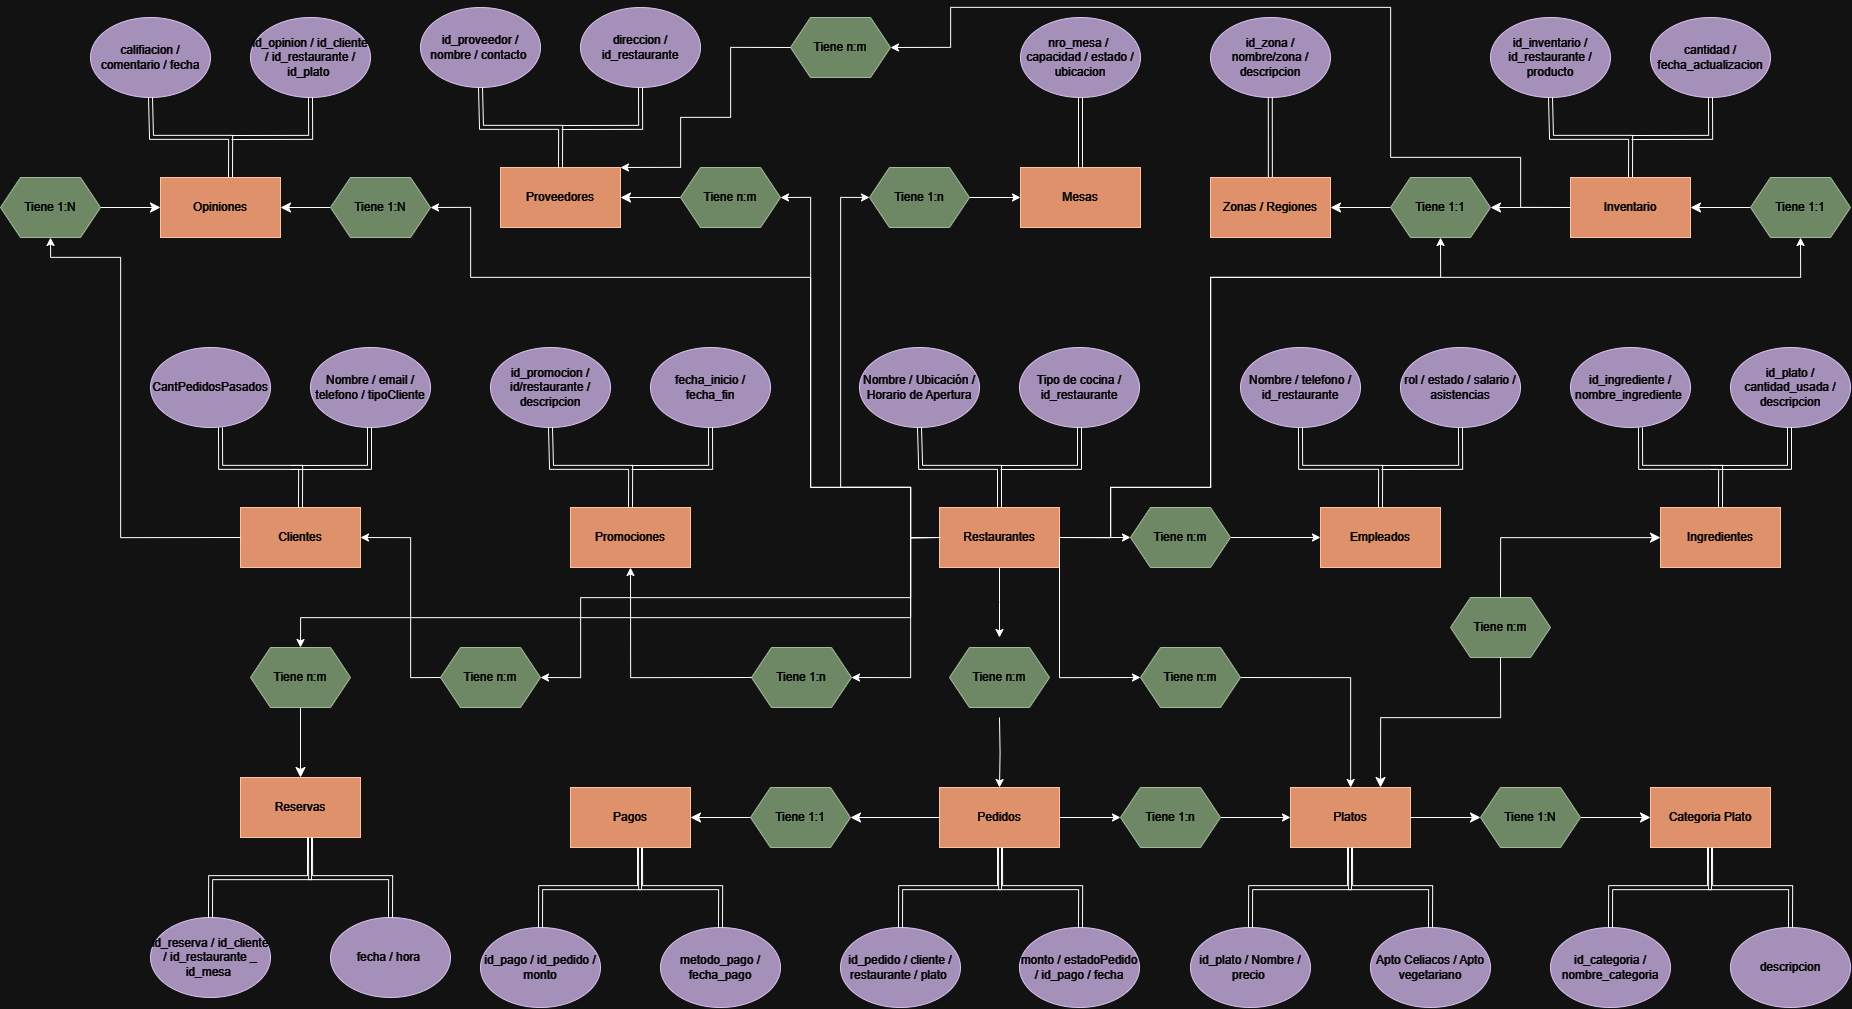 califiacion /
comentario / fecha
id_opinion / id_cliente
/ id_restaurante /
id_plato
id_proveedor /
nombre / contacto
direccion /
id_restaurante
Tiene n:m
nro_mesa /
capacidad / estado /
ubicacion
id_zona /
nombre/zona /
descripcion
id_inventario /
id_restaurante /
producto
cantidad /
fecha_actualizacion
Tiene 1:N
Opiniones
Tiene 1:N
Proveedores
Tiene n:m
Tiene 1:n
Mesas
Zonas / Regiones
Tiene 1:1
Inventario
Tiene 1:1
CantPedidosPasados
Nombre / email /
telefono / tipoCliente
id_promocion /
id/restaurante /
descripcion
fecha_inicio /
fecha_fin
Nombre / Ubicación /
Horario de Apertura
Tipo de cocina /
id_restaurante
Nombre / telefono /
id_restaurante
rol / estado / salario /
asistencias
id_ingrediente /
nombre_ingrediente
id_plato /
cantidad_usada /
descripcion
Clientes
Promociones
Restaurantes
Tiene n:m
Empleados
Ingredientes
Tiene n:m
Tiene n:m
Tiene n:m
Tiene 1:n
Tiene n:m
Tiene n:m
Reservas
Pagos
Tiene 1:1
Pedidos
Tiene 1:n
Platos
Tiene 1:N
Categoria Plato
id_reserva / id_cliente
/ id_restaurante _
id_mesa
fecha / hora
id_pago / id_pedido /
monto
metodo_pago /
fecha_pago
id_pedido / cliente /
restaurante / plato
monto / estadoPedido
/ id_pago / fecha
id_plato / Nombre /
precio
Apto Celiacos / Apto
vegetariano
id_categoria /
nombre_categoria
descripcion